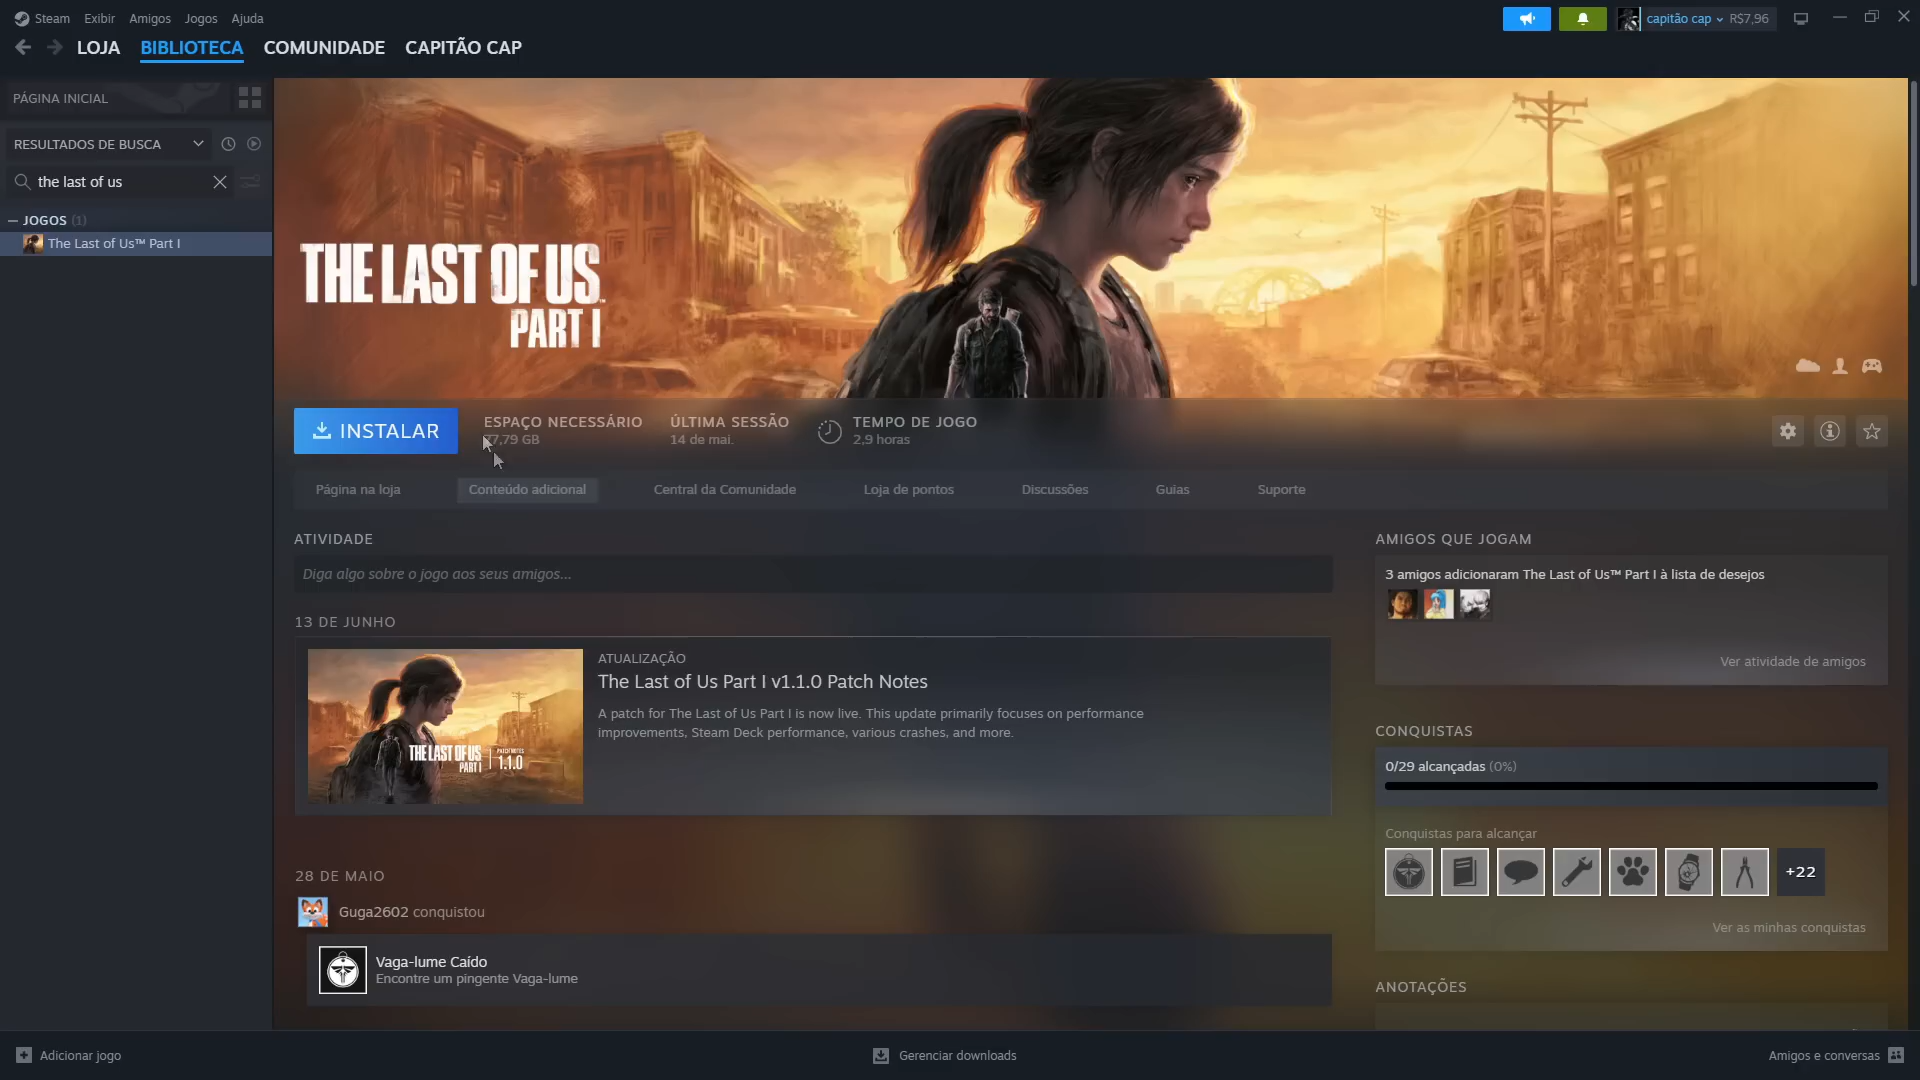 Steam Exibir Amigos Jogos Ajuda
capitão cap R$7,96
LOJA BIBLIOTECA COMUNIDADE CAPITÃO CAP
PÁGINA INICIAL
RESULTADOS DE BUSCA
the last of us
JOGOS (1)
The Last of Us™ Part I
THE LAST OF US
PART I
INSTALAR
ESPAÇO NECESSÁRIO
7,79 GB
ÚLTIMA SESSÃO
14 de mai.
TEMPO DE JOGO
2,9 horas
Página na loja Conteúdo adicional Central da Comunidade Loja de pontos Discussões Guias Suporte
ATIVIDADE
Diga algo sobre o jogo aos seus amigos...
13 DE JUNHO
THE LAST OF US
PART I
PATCH NOTES
1.1.0
ATUALIZAÇÃO
The Last of Us Part I v1.1.0 Patch Notes
A patch for The Last of Us Part I is now live. This update primarily focuses on performance
improvements, Steam Deck performance, various crashes, and more.
28 DE MAIO
Guga2602 conquistou
Vaga-lume Caído
Encontre um pingente Vaga-lume
AMIGOS QUE JOGAM
3 amigos adicionaram The Last of Us™ Part I à lista de desejos
Ver atividade de amigos
CONQUISTAS
0/29 alcançadas (0%)
Conquistas para alcançar
+22
Ver as minhas conquistas
ANOTAÇÕES
Adicionar jogo
Gerenciar downloads
Amigos e conversas